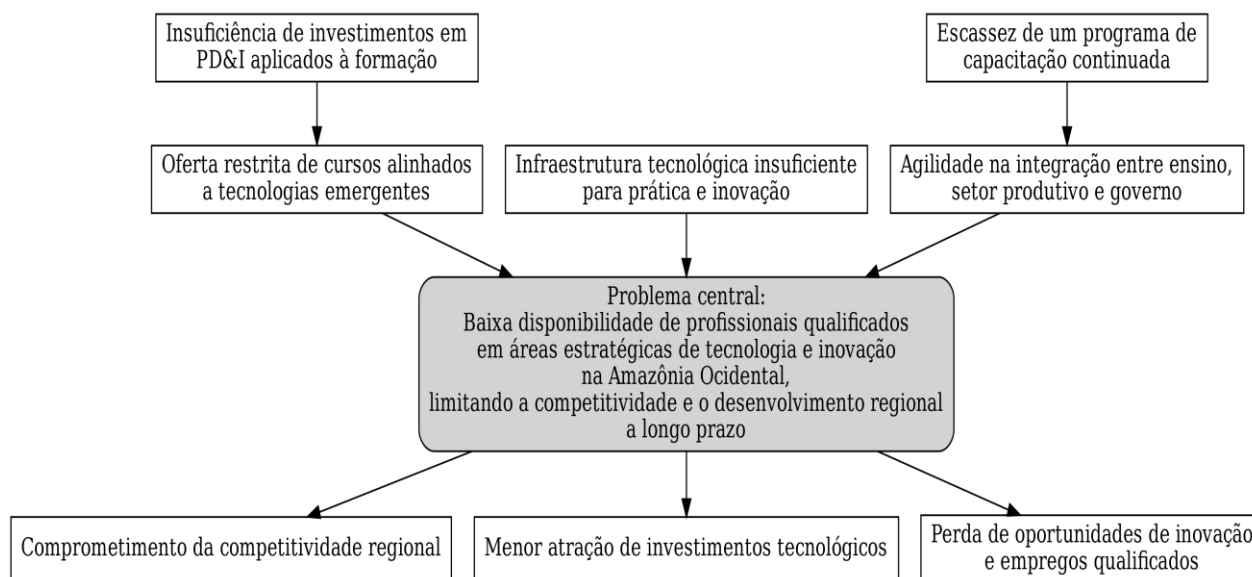 Insuficiência de investimentos em
PD&I aplicados à formação
Escassez de um programa de
capacitação continuada
Oferta restrita de cursos alinhados
a tecnologias emergentes
Infraestrutura tecnológica insuficiente
para prática e inovação
Agilidade na integração entre ensino,
setor produtivo e governo
Problema central:
Baixa disponibilidade de profissionais qualificados
em áreas estratégicas de tecnologia e inovação
na Amazônia Ocidental,
limitando a competitividade e o desenvolvimento regional
a longo prazo
Comprometimento da competitividade regional
Menor atração de investimentos tecnológicos
Perda de oportunidades de inovação
e empregos qualificados